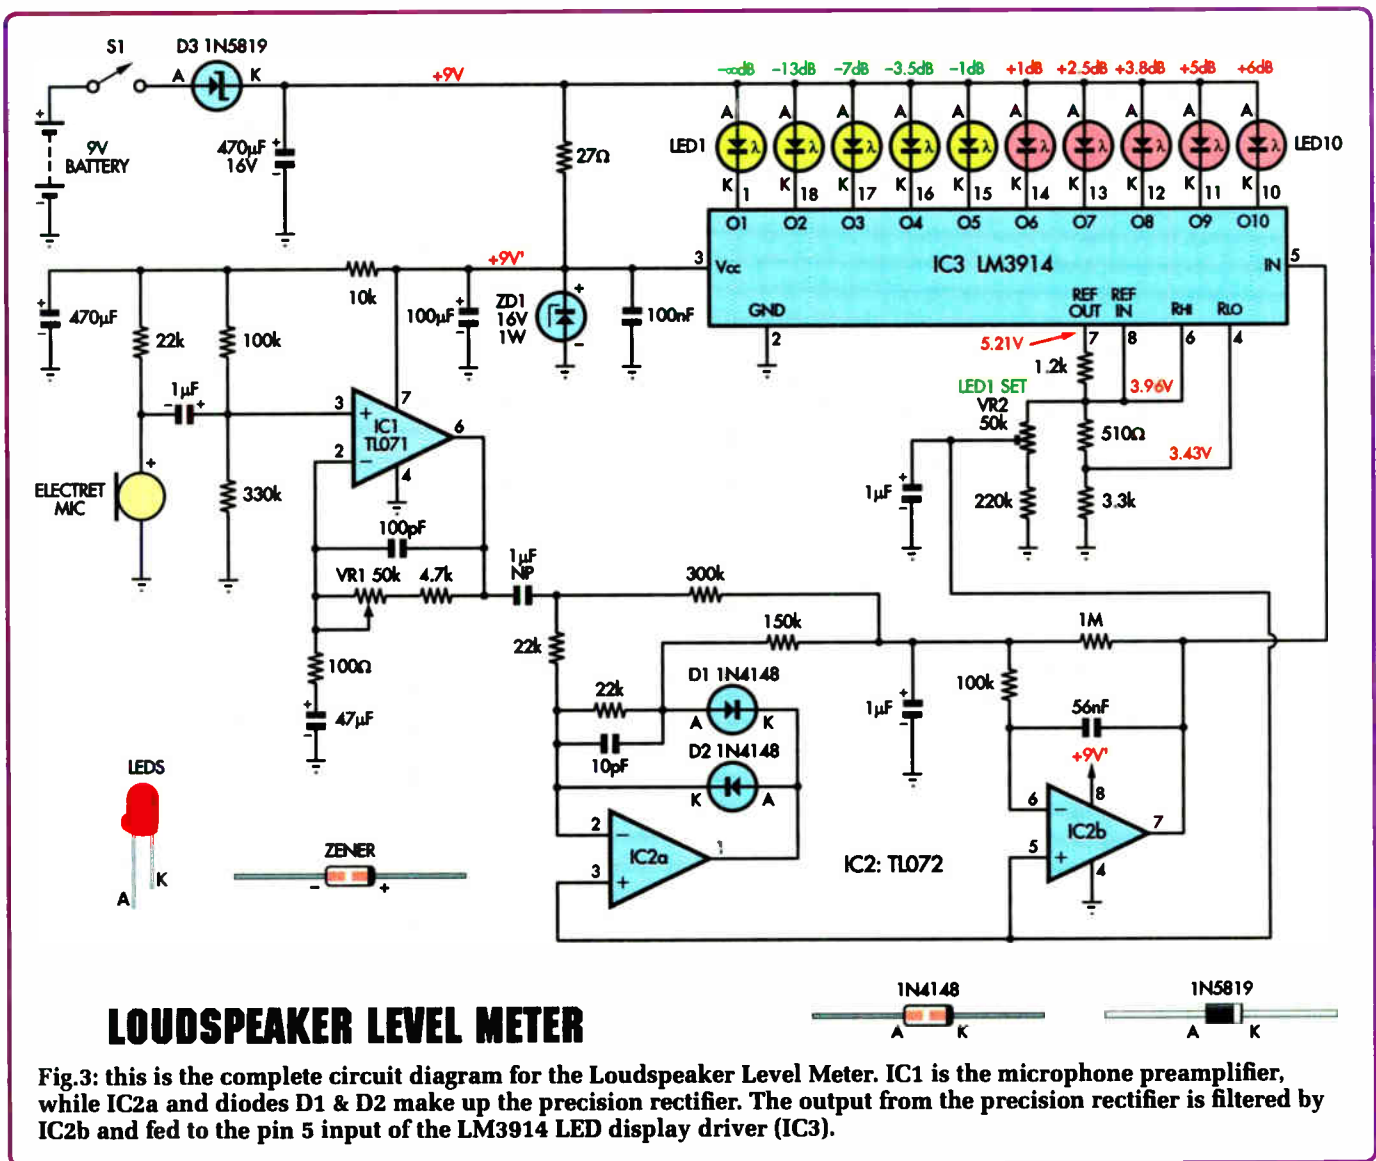 S1
D3 1N5819
A
K
+9V
-∞dB
-13dB
-7dB
-3.5dB
-1dB
+1dB
+2.5dB
+3.8dB
+5dB
+6dB
9V
BATTERY
470µF
16V
27Ω
A A A A A A A A A A
LED1
λ λ λ λ λ λ λ λ λ λ
LED10
K K K K K K K K K K
1 18 17 16 15 14 13 12 11 10
O1 O2 O3 O4 O5 O6 O7 O8 O9 O10
+9V'
3
Vcc
IC3 LM3914
IN
5
10k
470µF
22k
100k
100µF
ZD1
16V
1W
100nF
GND
2
REF
OUT
REF
IN
RHI
RLO
7
8
6
4
5.21V
1.2k
3.96V
LED1 SET
VR2
50k
510Ω
3.43V
1µF
3
+
IC1
TL071
7
6
2
−
4
ELECTRET
MIC
330k
1µF
220k
3.3k
100pF
VR1 50k
4.7k
1µF
NP
300k
150k
1M
22k
100Ω
47µF
22k
D1 1N4148
A
K
10pF
D2 1N4148
K
A
1µF
100k
56nF
+9V'
8
6
−
IC2b
7
5
+
4
2
−
IC2a
1
3
+
IC2: TL072
LEDS
A
K
ZENER
−
+
1N4148
A
K
1N5819
A
K
LOUDSPEAKER LEVEL METER
Fig.3: this is the complete circuit diagram for the Loudspeaker Level Meter. IC1 is the microphone preamplifier,
while IC2a and diodes D1 & D2 make up the precision rectifier. The output from the precision rectifier is filtered by
IC2b and fed to the pin 5 input of the LM3914 LED display driver (IC3).